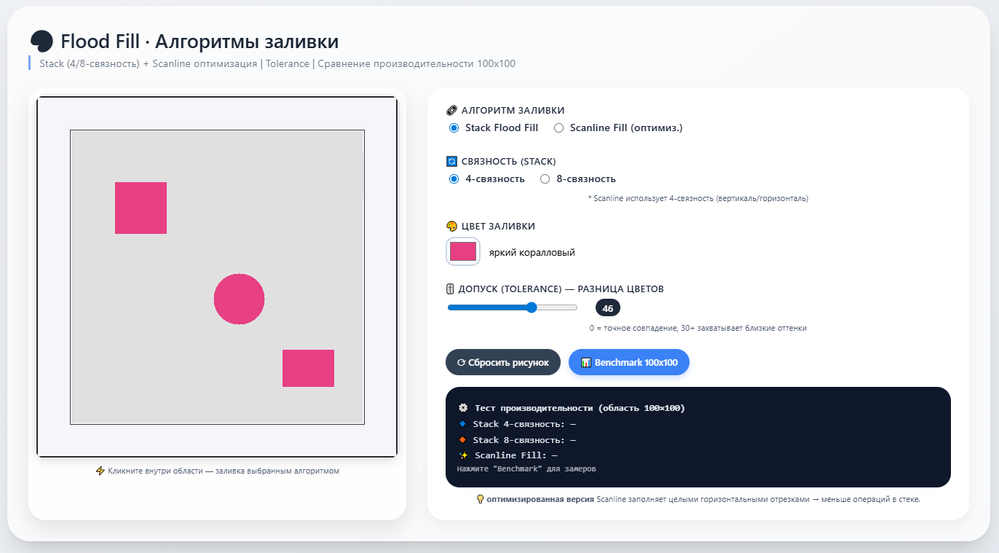 Flood Fill · Алгоритмы заливки
Stack (4/8-связность) + Scanline оптимизация | Tolerance | Сравнение производительности 100x100
⚡ Кликните внутри области — заливка выбранным алгоритмом
АЛГОРИТМ ЗАЛИВКИ
Stack Flood Fill
Scanline Fill (оптимиз.)
СВЯЗНОСТЬ (STACK)
4-связность
8-связность
* Scanline использует 4-связность (вертикаль/горизонталь)
ЦВЕТ ЗАЛИВКИ
яркий коралловый
ДОПУСК (TOLERANCE) — РАЗНИЦА ЦВЕТОВ
46
0 = точное совпадение, 30+ захватывает близкие оттенки
⟳ Сбросить рисунок
📊 Benchmark 100x100
⚙ Тест производительности (область 100×100)
🔹 Stack 4-связность: —
🔸 Stack 8-связность: —
✨ Scanline Fill: —
Нажмите "Benchmark" для замеров
💡 оптимизированная версия Scanline заполняет целыми горизонтальными отрезками → меньше операций в стеке.